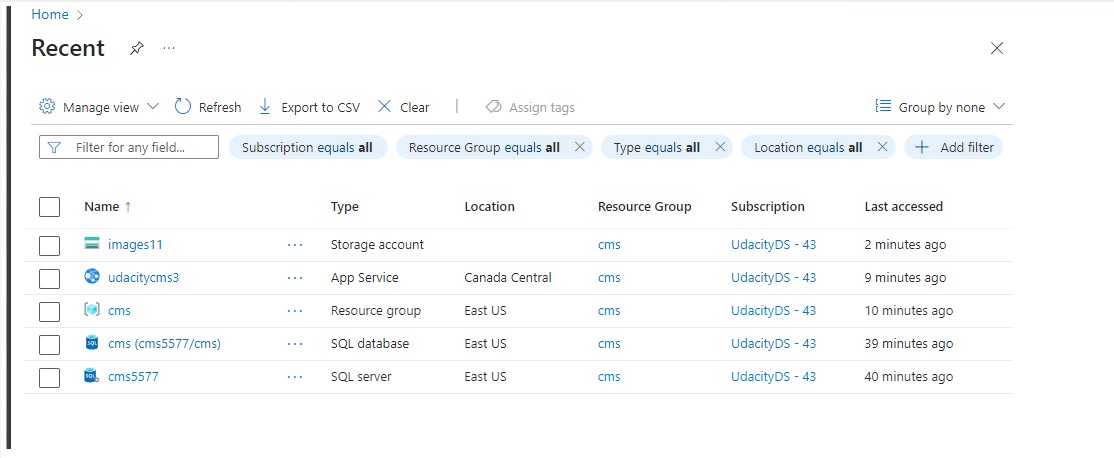 Home >
Recent ...
Manage view Refresh Export to CSV Clear | Assign tags Group by none
Filter for any field... Subscription equals all Resource Group equals all Type equals all Location equals all Add filter
Name ↑ Type Location Resource Group Subscription Last accessed
images11 ... Storage account cms UdacityDS - 43 2 minutes ago
udacitycms3 ... App Service Canada Central cms UdacityDS - 43 9 minutes ago
cms ... Resource group East US cms UdacityDS - 43 10 minutes ago
SQL cms (cms5577/cms) ... SQL database East US cms UdacityDS - 43 39 minutes ago
SQL cms5577 ... SQL server East US cms UdacityDS - 43 40 minutes ago